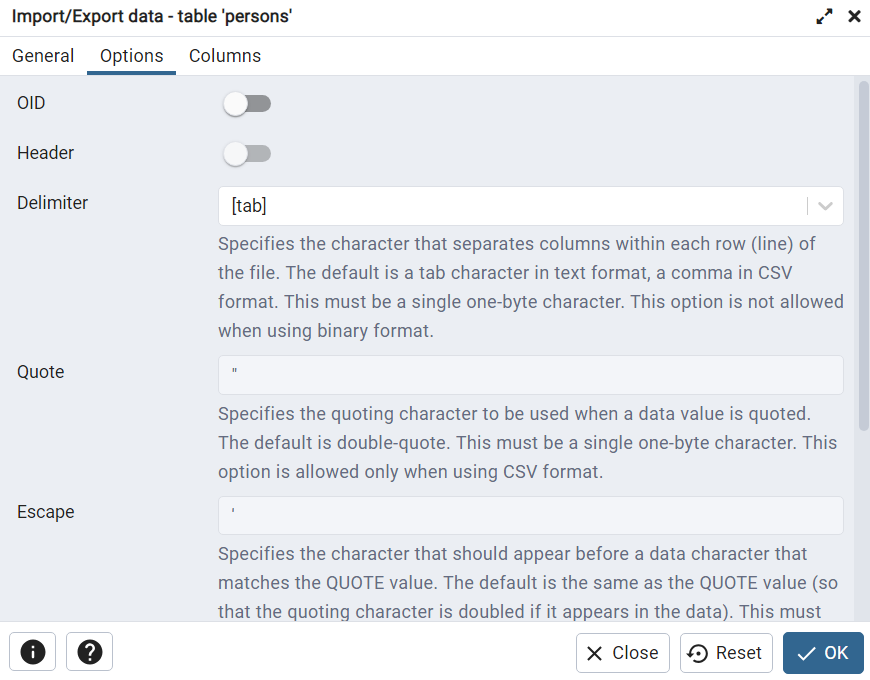 Import/Export data - table 'persons'
General Options Columns
OID
Header
Delimiter
[tab]
Specifies the character that separates columns within each row (line) of
the file. The default is a tab character in text format, a comma in CSV
format. This must be a single one-byte character. This option is not allowed
when using binary format.
Quote
"
Specifies the quoting character to be used when a data value is quoted.
The default is double-quote. This must be a single one-byte character. This
option is allowed only when using CSV format.
Escape
'
Specifies the character that should appear before a data character that
matches the QUOTE value. The default is the same as the QUOTE value (so
that the quoting character is doubled if it appears in the data). This must
Close Reset OK